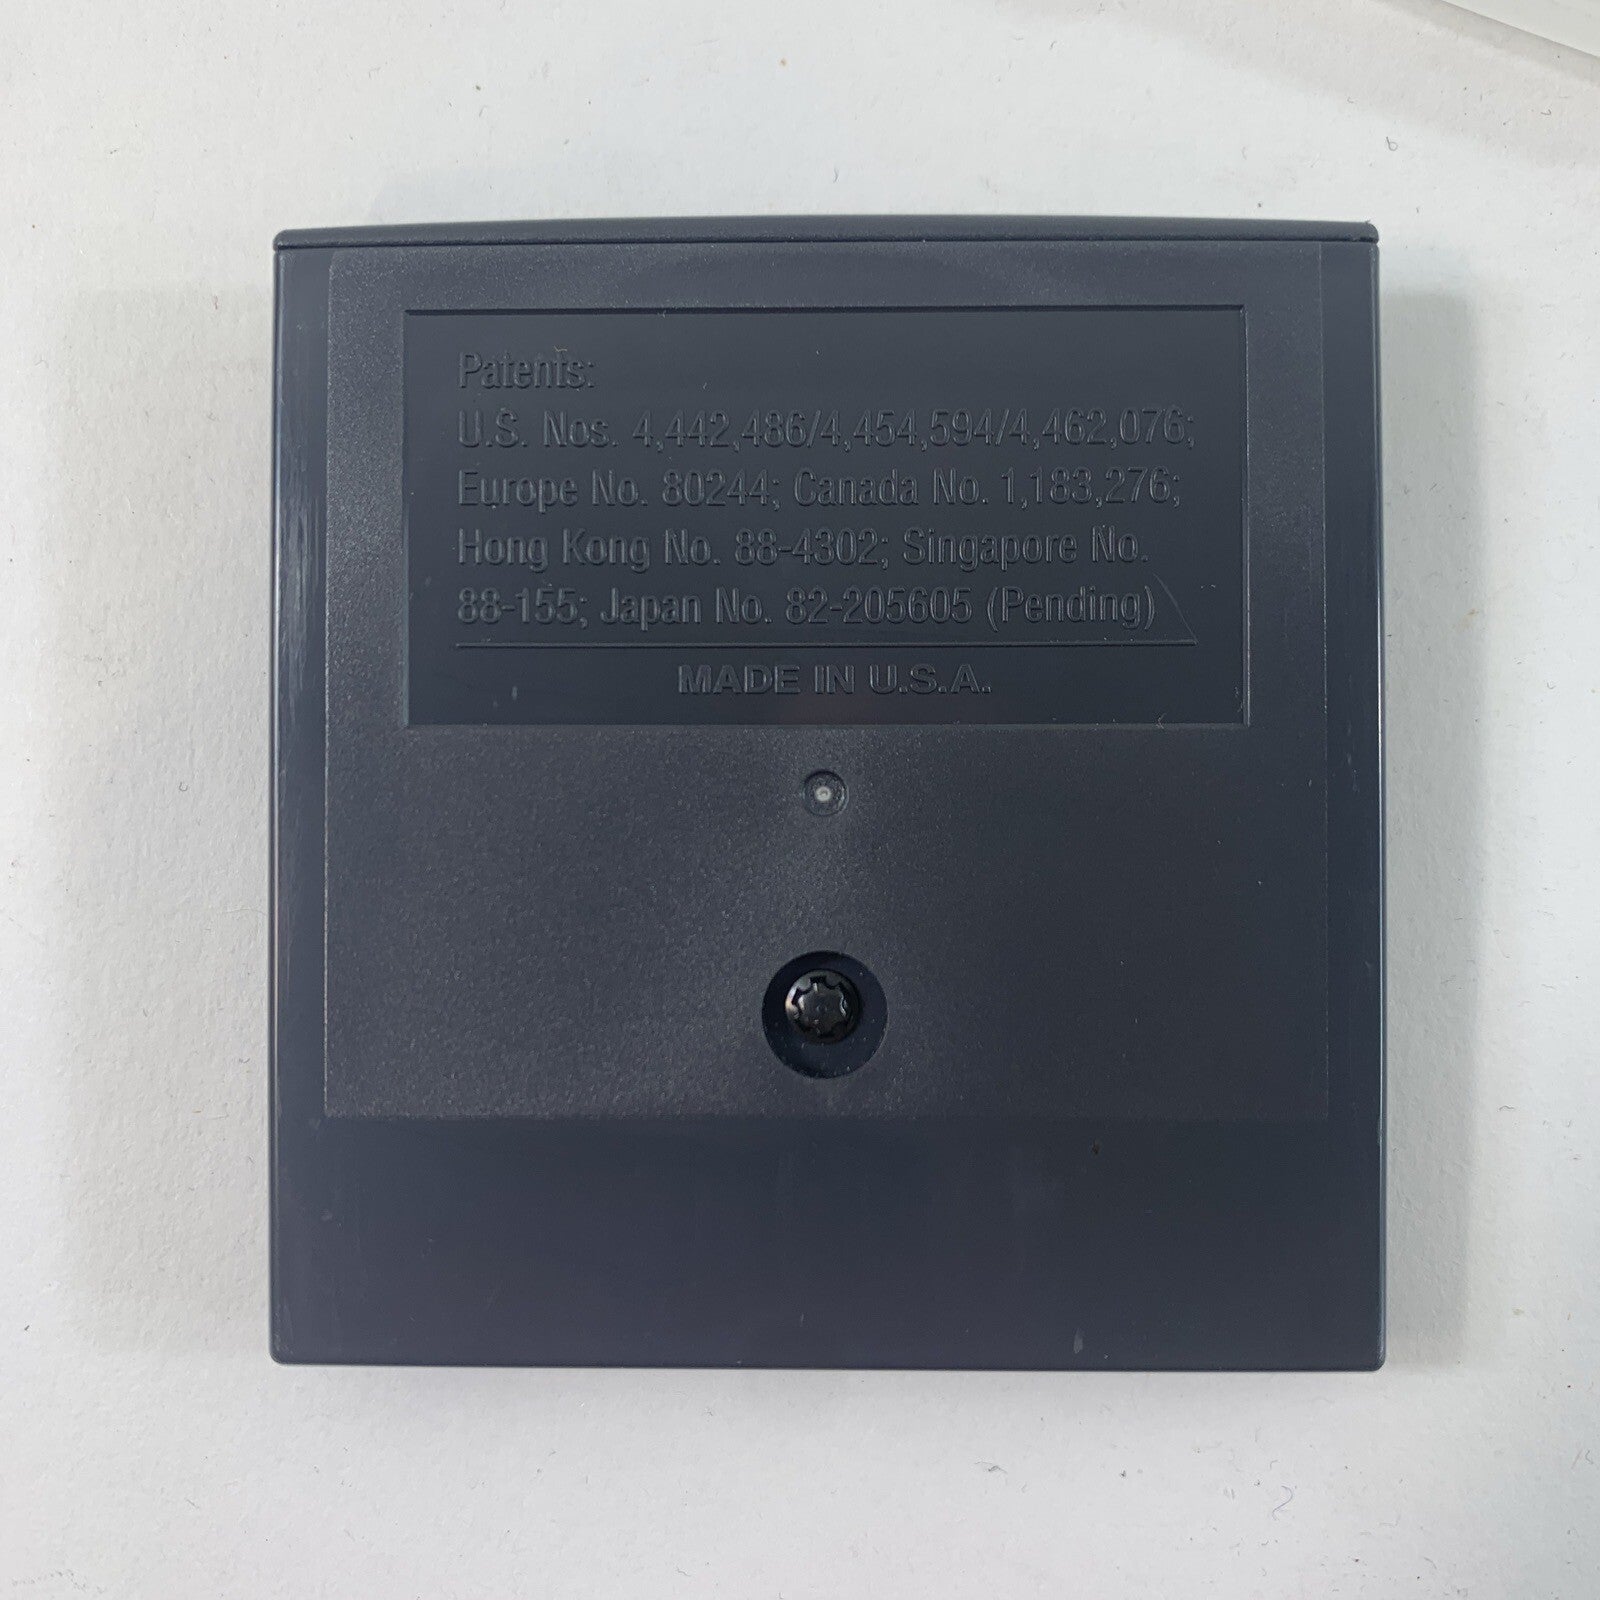 Patents:
U.S. Nos. 4,442,486/4,454,594/4,462,076;
Europe No. 80244; Canada No. 1,183,276;
Hong Kong No. 88-4302; Singapore No.
88-155; Japan No. 82-205605 (Pending)
MADE IN U.S.A.